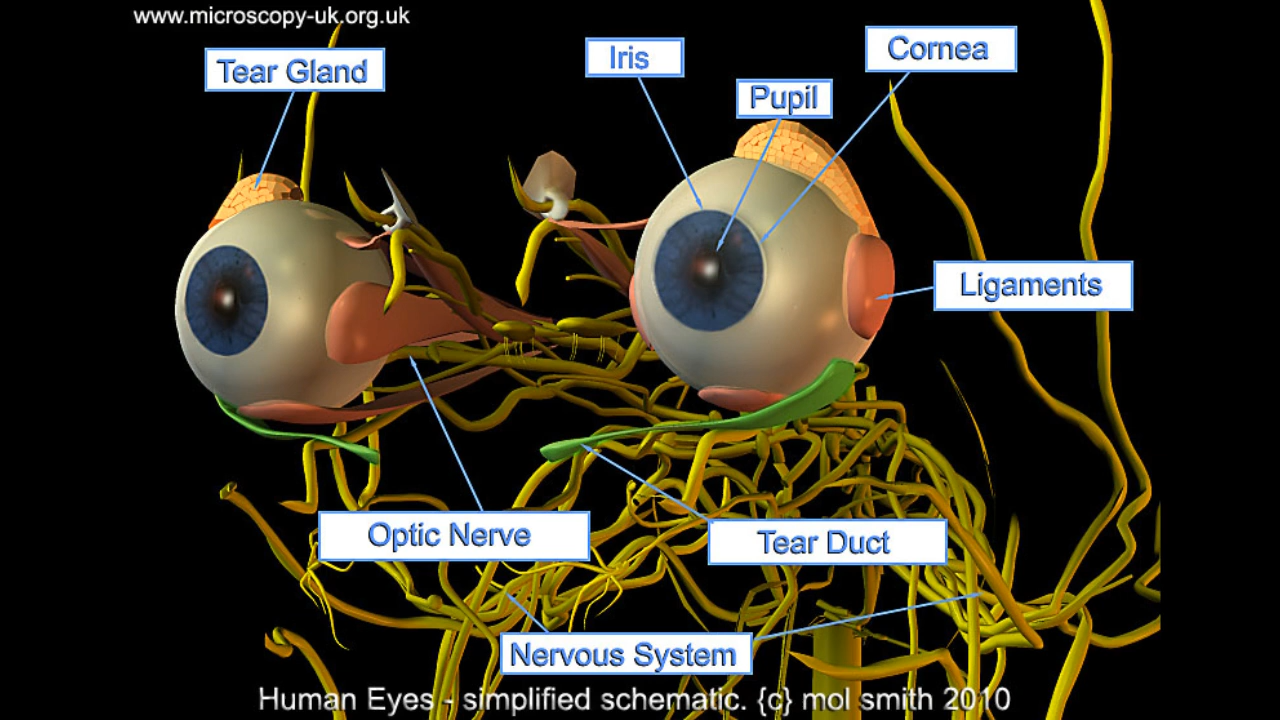 www.microscopy-uk.org.uk
Tear Gland
Iris
Cornea
Pupil
Ligaments
Optic Nerve
Tear Duct
Nervous System
Human Eyes - simplified schematic. {c} mol smith 2010